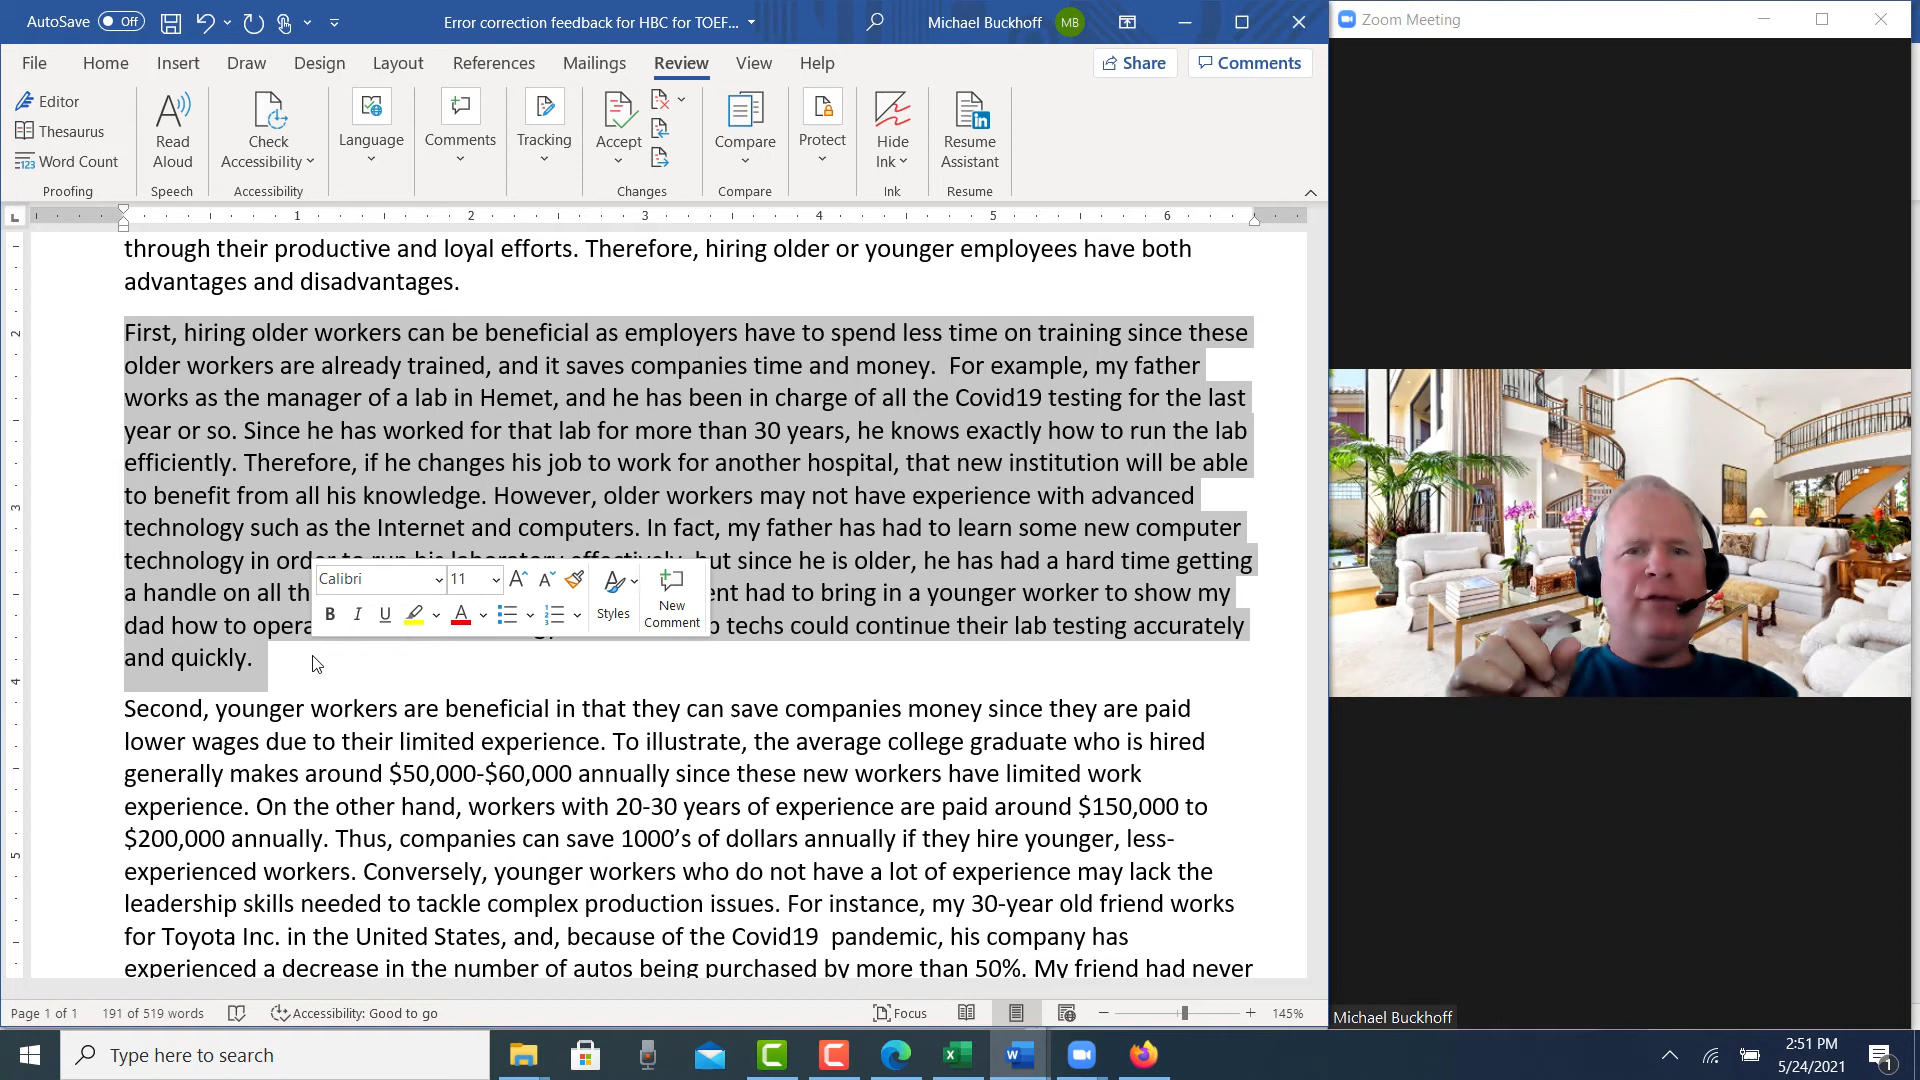 AutoSave Off
Error correction feedback for HBC for TOEF...
Michael Buckhoff MB
Zoom Meeting
File Home Insert Draw Design Layout References Mailings Review View Help
Share Comments
Editor
Thesaurus
Word Count
Proofing
Read Aloud
Speech
Check Accessibility
Accessibility
Language
Comments
Tracking
Accept
Changes
Compare
Compare
Protect
Hide Ink
Ink
Resume Assistant
Resume
1 2 3 4 5 6
through their productive and loyal efforts. Therefore, hiring older or younger employees have both
advantages and disadvantages.
First, hiring older workers can be beneficial as employers have to spend less time on training since these
older workers are already trained, and it saves companies time and money.  For example, my father
works as the manager of a lab in Hemet, and he has been in charge of all the Covid19 testing for the last
year or so. Since he has worked for that lab for more than 30 years, he knows exactly how to run the lab
efficiently. Therefore, if he changes his job to work for another hospital, that new institution will be able
to benefit from all his knowledge. However, older workers may not have experience with advanced
technology such as the Internet and computers. In fact, my father has had to learn some new computer
technology in order to run his laboratory effectively, but since he is older, he has had a hard time getting
a handle on all had to bring in a younger worker to show my
dad how to techs could continue their lab testing accurately
and quickly.
Calibri 11
B I U A
Styles
New Comment
Second, younger workers are beneficial in that they can save companies money since they are paid
lower wages due to their limited experience. To illustrate, the average college graduate who is hired
generally makes around $50,000-$60,000 annually since these new workers have limited work
experience. On the other hand, workers with 20-30 years of experience are paid around $150,000 to
$200,000 annually. Thus, companies can save 1000’s of dollars annually if they hire younger, less-
experienced workers. Conversely, younger workers who do not have a lot of experience may lack the
leadership skills needed to tackle complex production issues. For instance, my 30-year old friend works
for Toyota Inc. in the United States, and, because of the Covid19  pandemic, his company has
experienced a decrease in the number of autos being purchased by more than 50%. My friend had never
2
3
4
5
Page 1 of 1 191 of 519 words Accessibility: Good to go Focus 145%
Michael Buckhoff
Type here to search
2:51 PM
5/24/2021
1